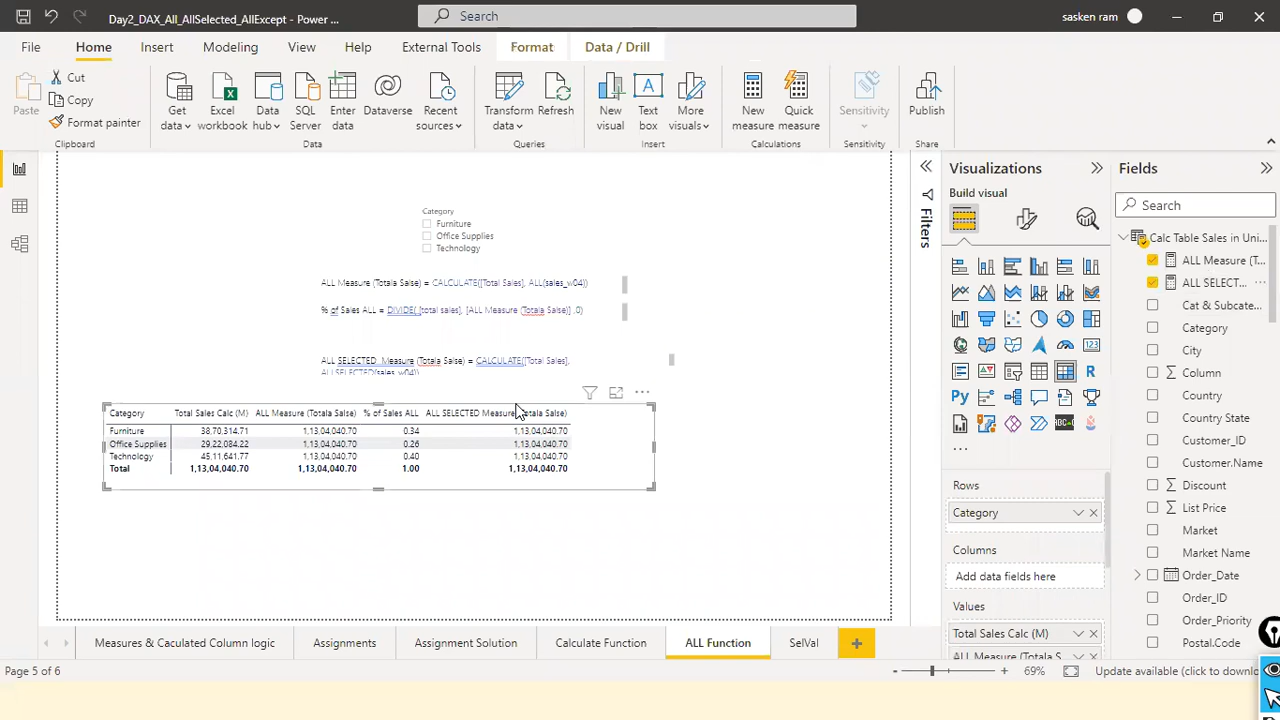 Day2_DAX_All_AllSelected_AllExcept - Power ...
Search
sasken ram
File
Home
Insert
Modeling
View
Help
External Tools
Format
Data / Drill
Paste
Cut
Copy
Format painter
Clipboard
Get data
Excel workbook
Data hub
SQL Server
Enter data
Dataverse
Recent sources
Data
Transform data
Refresh
Queries
New visual
Text box
More visuals
Insert
New measure
Quick measure
Calculations
Sensitivity
Sensitivity
Publish
Share
Category
Furniture
Office Supplies
Technology
ALL Measure (Totala Salse) = CALCULATE([Total Sales], ALL(sales_w04))
% of Sales ALL = DIVIDE( [total sales], [ALL Measure (Totala Salse)] ,0)
ALL SELECTED Measure (Totala Salse) = CALCULATE([Total Sales],
ALLSELECTED(sales_w04))
Category Total Sales Calc (M) ALL Measure (Totala Salse) % of Sales ALL ALL SELECTED Measure (Totala Salse)
Furniture 38,70,314.71 1,13,04,040.70 0.34 1,13,04,040.70
Office Supplies 29,22,084.22 1,13,04,040.70 0.26 1,13,04,040.70
Technology 45,11,641.77 1,13,04,040.70 0.40 1,13,04,040.70
Total 1,13,04,040.70 1,13,04,040.70 1.00 1,13,04,040.70
Filters
Visualizations
Build visual
Rows
Category
Columns
Add data fields here
Values
Total Sales Calc (M)
ALL Measure (Totala S
Fields
Search
Calc Table Sales in Uni...
ALL Measure (T...
ALL SELECT...
Cat & Subcate...
Category
City
Column
Country
Country State
Customer_ID
Customer.Name
Discount
List Price
Market
Market Name
Order_Date
Order_ID
Order_Priority
Postal.Code
Measures & Caculated Column logic
Assignments
Assignment Solution
Calculate Function
ALL Function
SelVal
Page 5 of 6
- + 69%
Update available (click to downlo